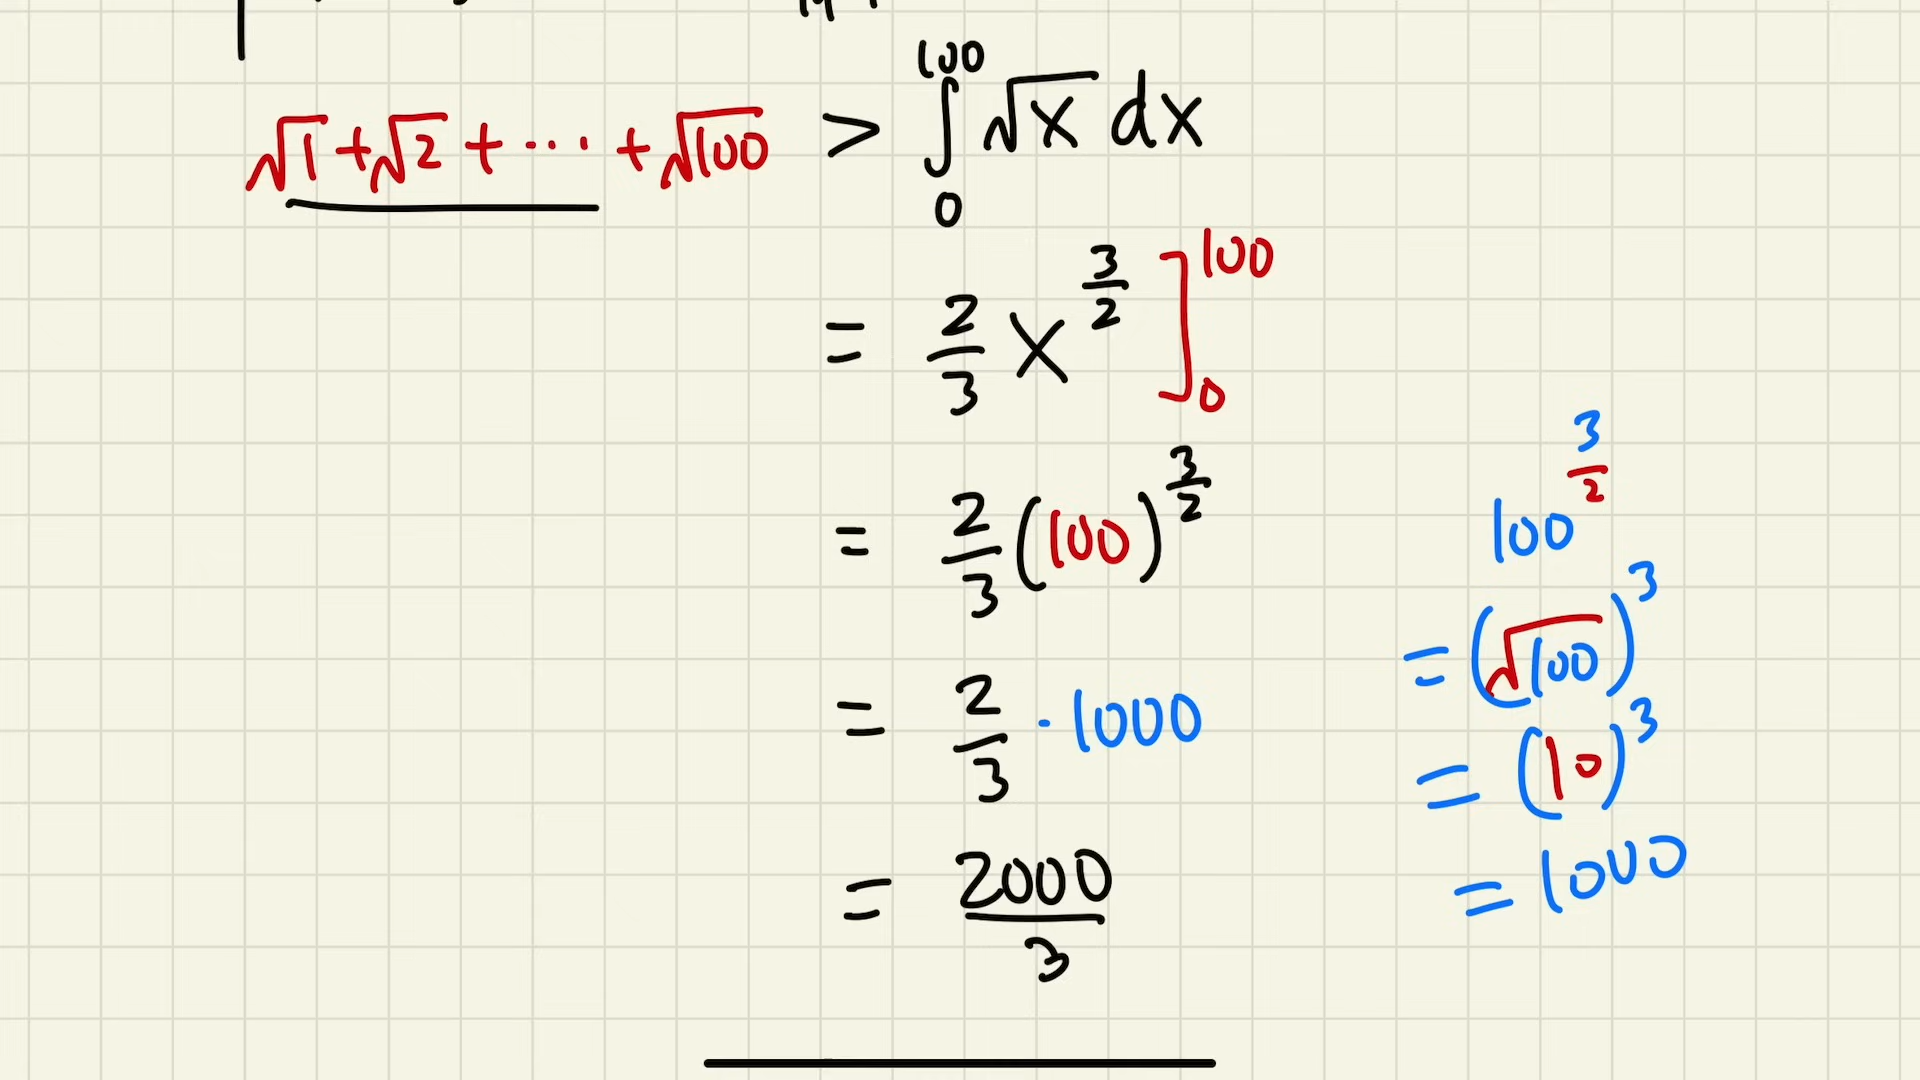 √1 + √2 + ⋯ + √100 > ∫₀¹⁰⁰ √x dx
= 2/3 x^(3/2) ]₀¹⁰⁰
= 2/3 (100)^(3/2)
= 2/3 · 1000
= 2000/3
100^(3/2)
= (√100)³
= (10)³
= 1000